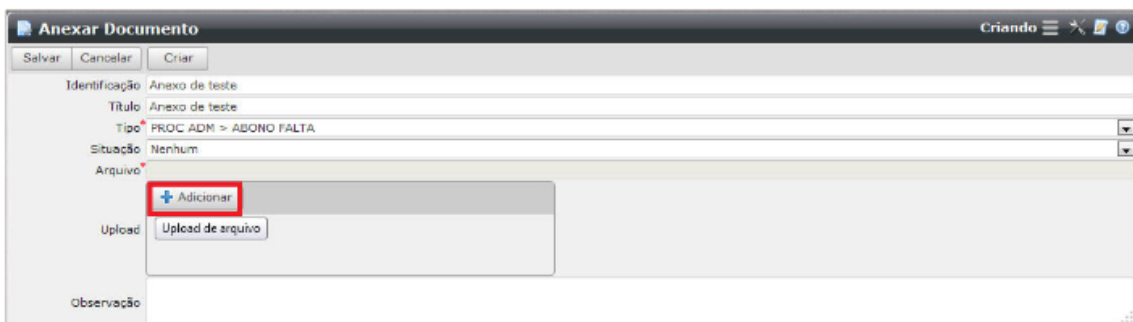 Anexar Documento Criando
Salvar Cancelar Criar
Identificação Anexo de teste
Título Anexo de teste
Tipo* PROC ADM > ABONO FALTA
Situação Nenhum
Arquivo*
Adicionar
Upload Upload de arquivo
Observação